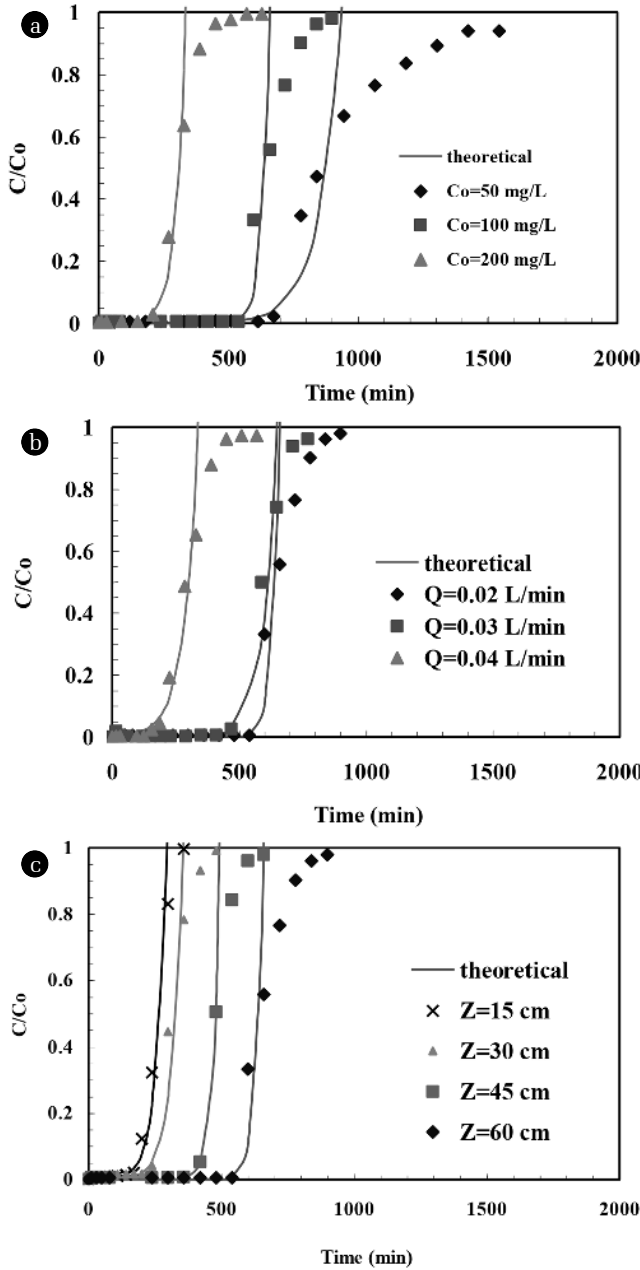 a
1
0.8
0.6
0.4
0.2
0
C/Co
theoretical
Co=50 mg/L
Co=100 mg/L
Co=200 mg/L
0 500 1000 1500 2000
Time (min)
b
1
0.8
0.6
0.4
0.2
0
C/Co
theoretical
Q=0.02 L/min
Q=0.03 L/min
Q=0.04 L/min
0 500 1000 1500 2000
Time (min)
c
1
0.8
0.6
0.4
0.2
0
C/Co
theoretical
Z=15 cm
Z=30 cm
Z=45 cm
Z=60 cm
0 500 1000 1500 2000
Time (min)